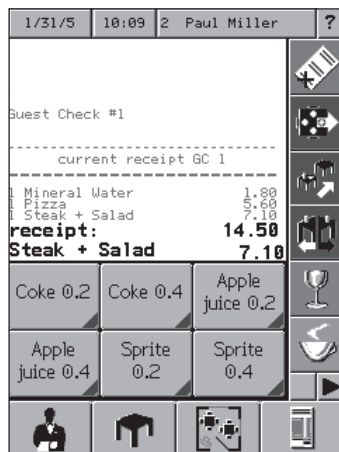 1/31/5 10:09 2 Paul Miller ?
Guest Check #1
current receipt GC 1
1 Mineral Water 1.80
1 Pizza 5.60
1 Steak + Salad 7.10
receipt: 14.50
Steak + Salad 7.10
Coke 0.2 Coke 0.4 Apple juice 0.2
Apple juice 0.4 Sprite 0.2 Sprite 0.4